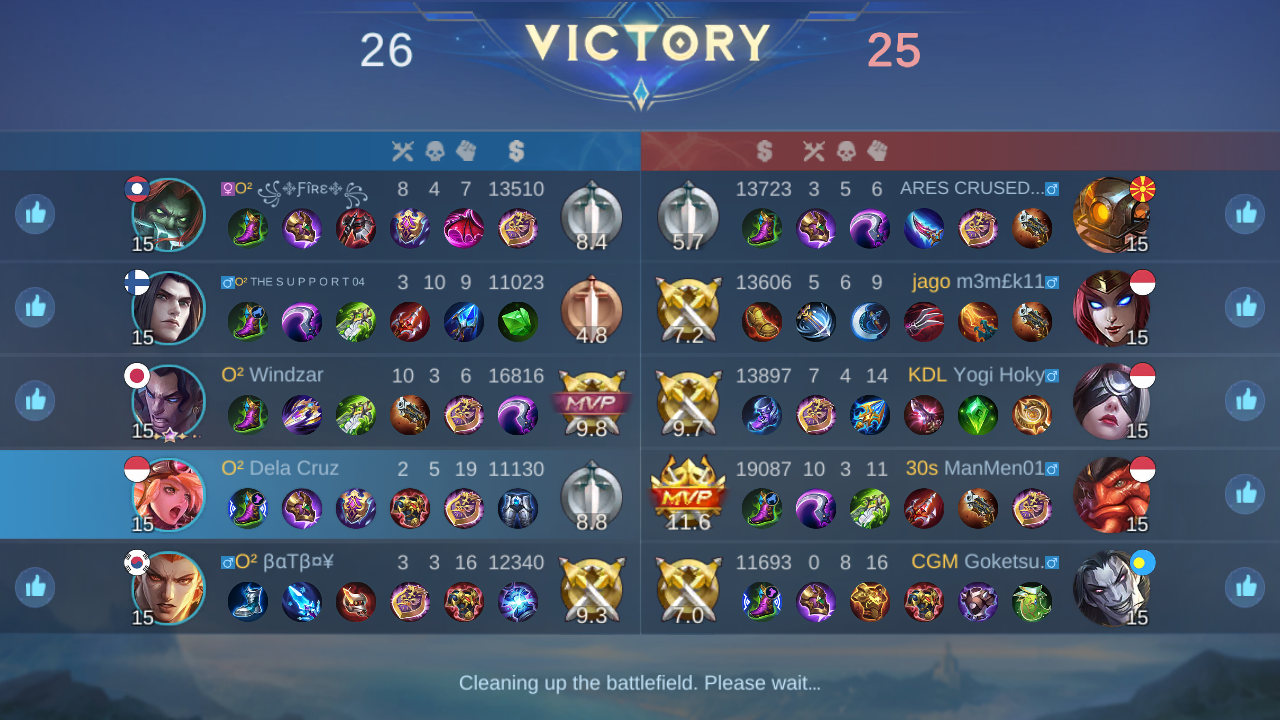 26 VICTORY 25
♀O² ꧁༒Ƒîʀᴇ༒꧂ 8 4 7 13510
15 8.4
13723 3 5 6 ARES CRUSED...♂
5.7 15
♂O² THE S U P P O R T 04 3 10 9 11023
15 4.8
13606 5 6 9 jago m3m£k11♂
7.2 15
O² Windzar 10 3 6 16816
15 MVP 9.8
13897 7 4 14 KDL Yogi Hoky♂
9.7 15
O² Dela Cruz 2 5 19 11130
15 8.8
19087 10 3 11 30s ManMen01♂
MVP 11.6 15
♂O² βαTβ¤¥ 3 3 16 12340
15 9.3
11693 0 8 16 CGM Goketsu.♂
7.0 15
Cleaning up the battlefield. Please wait...